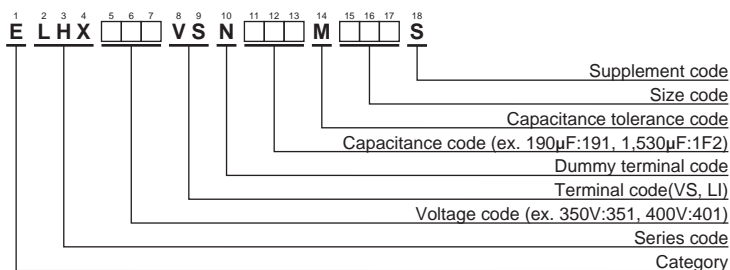 1 2 3 4 5 6 7 8 9 10 11 12 13 14 15 16 17 18
E L H X □ □ □ V S N □ □ □ M □ □ □ S
Supplement code
Size code
Capacitance tolerance code
Capacitance code (ex. 190µF:191, 1,530µF:1F2)
Dummy terminal code
Terminal code(VS, LI)
Voltage code (ex. 350V:351, 400V:401)
Series code
Category